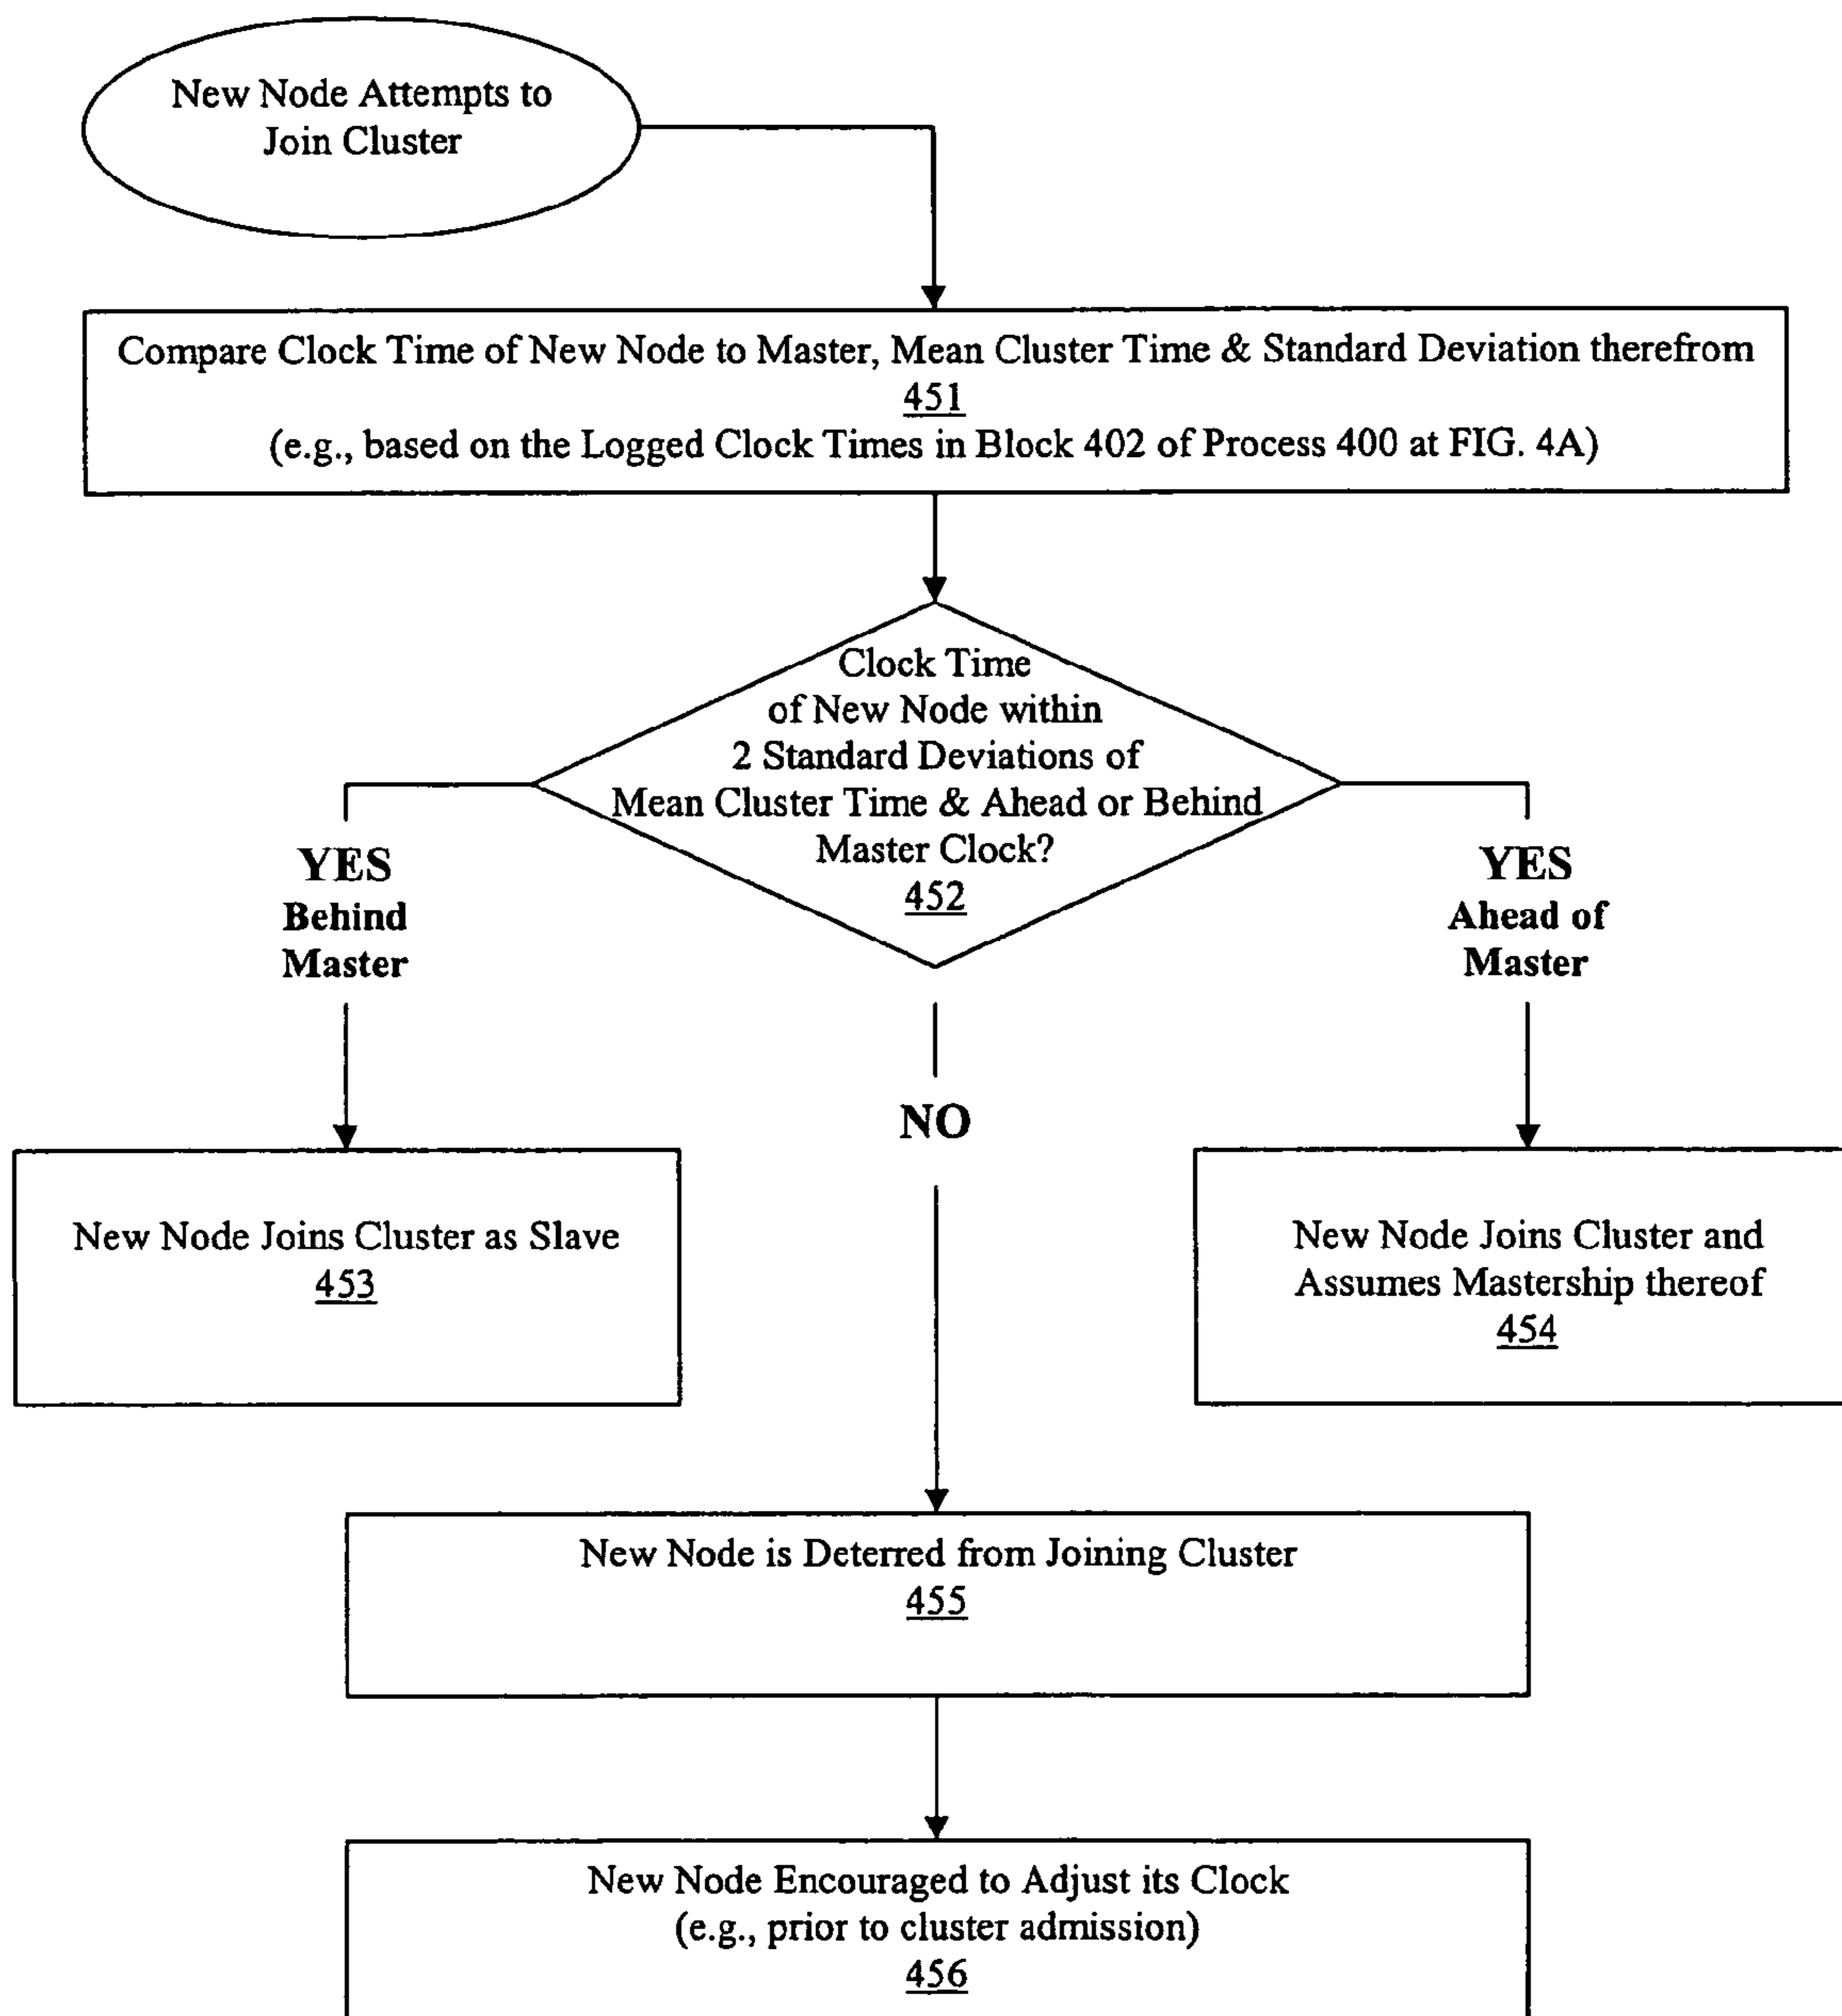 New Node Attempts to
Join Cluster
Compare Clock Time of New Node to Master, Mean Cluster Time & Standard Deviation therefrom
451
(e.g., based on the Logged Clock Times in Block 402 of Process 400 at FIG. 4A)
Clock Time
of New Node within
2 Standard Deviations of
Mean Cluster Time & Ahead or Behind
Master Clock?
452
YES
Behind
Master
NO
YES
Ahead of
Master
New Node Joins Cluster as Slave
453
New Node Joins Cluster and
Assumes Mastership thereof
454
New Node is Deterred from Joining Cluster
455
New Node Encouraged to Adjust its Clock
(e.g., prior to cluster admission)
456